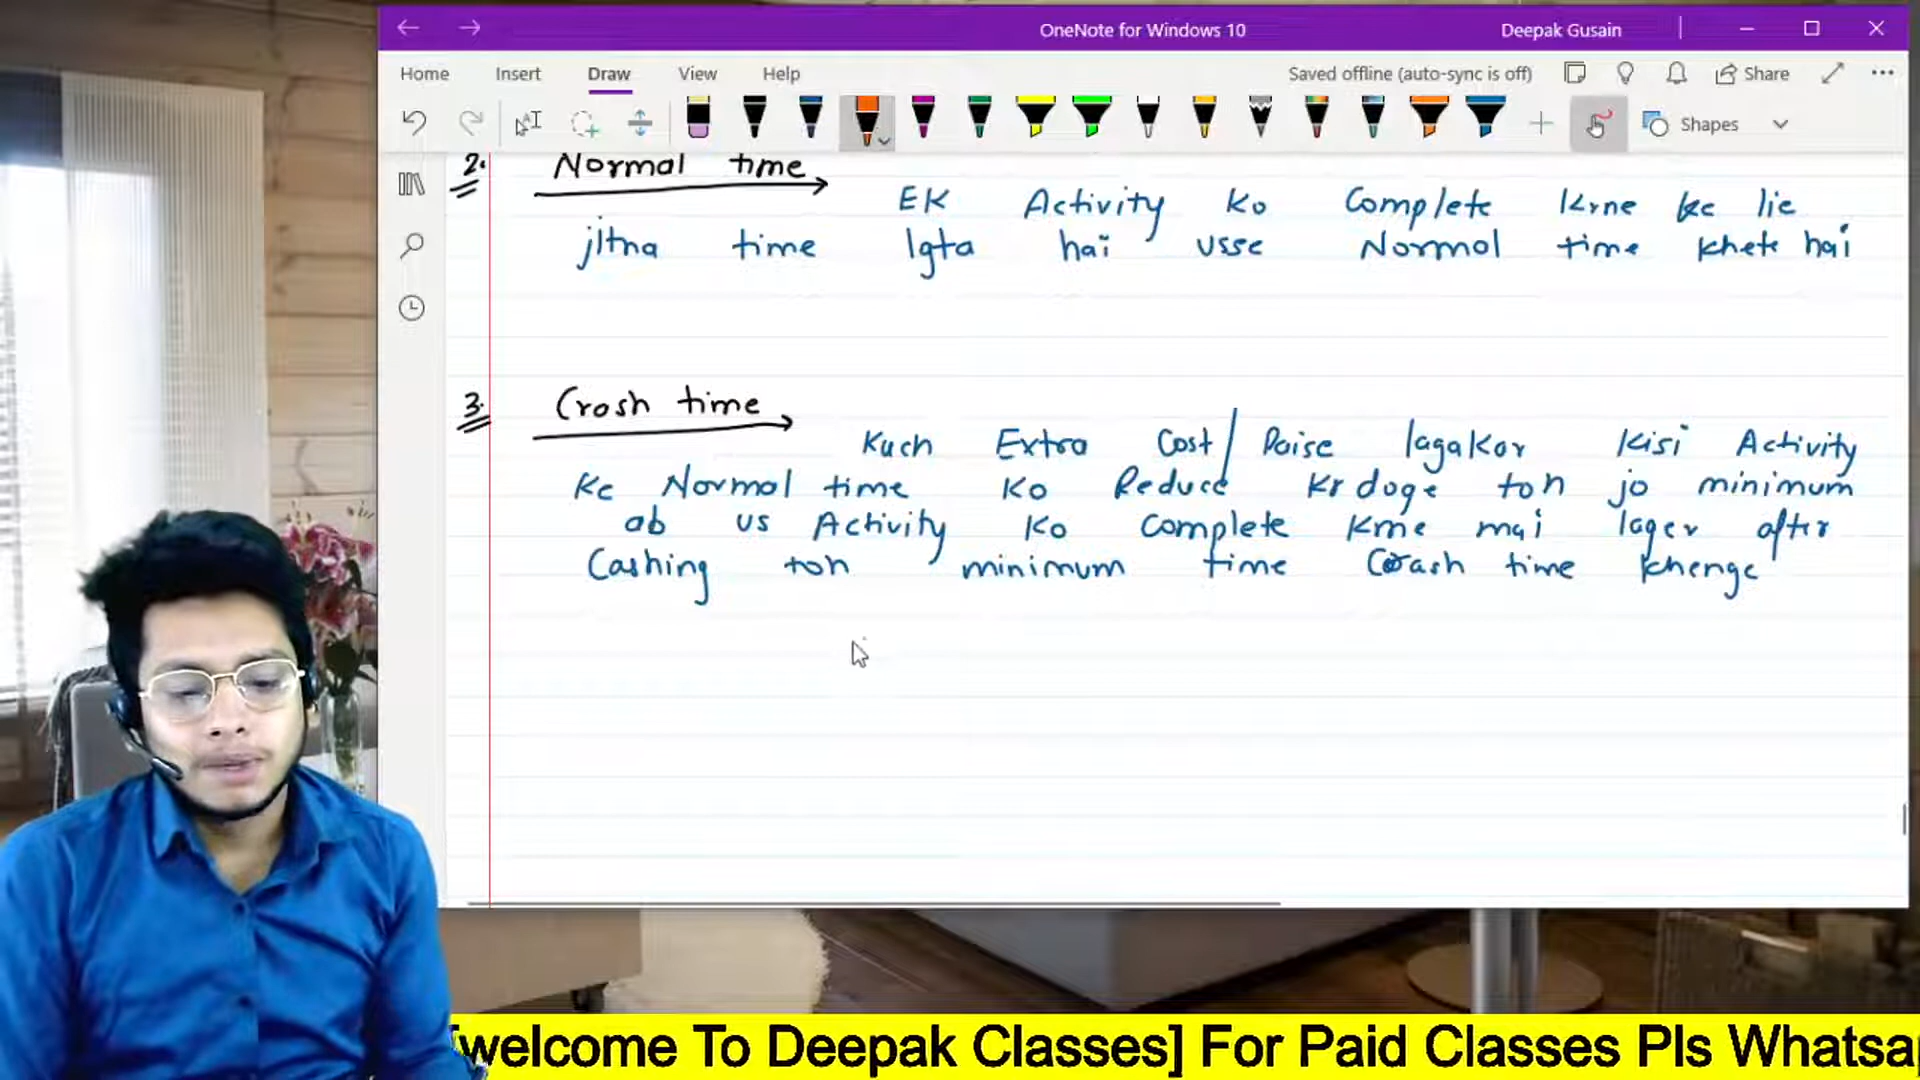 OneNote for Windows 10
Deepak Gusain
Home Insert Draw View Help
Saved offline (auto-sync is off)
Share
Shapes
2. Normal time
EK Activity Ko Complete Krne ke lie
jitna time lgta hai usse Normal time khete hai
3. Crash time
Kuch Extra Cost / Paise lagakar Kisi Activity
Ke Normal time Ko Reduce Kr doge toh jo minimum
ab us Activity Ko Complete Krne mai lager after
Cashing toh minimum time Crash time khenge
[welcome To Deepak Classes] For Paid Classes Pls Whatsap